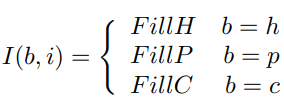 FillH b = h
I(b, i) = { FillP b = p
FillC b = c